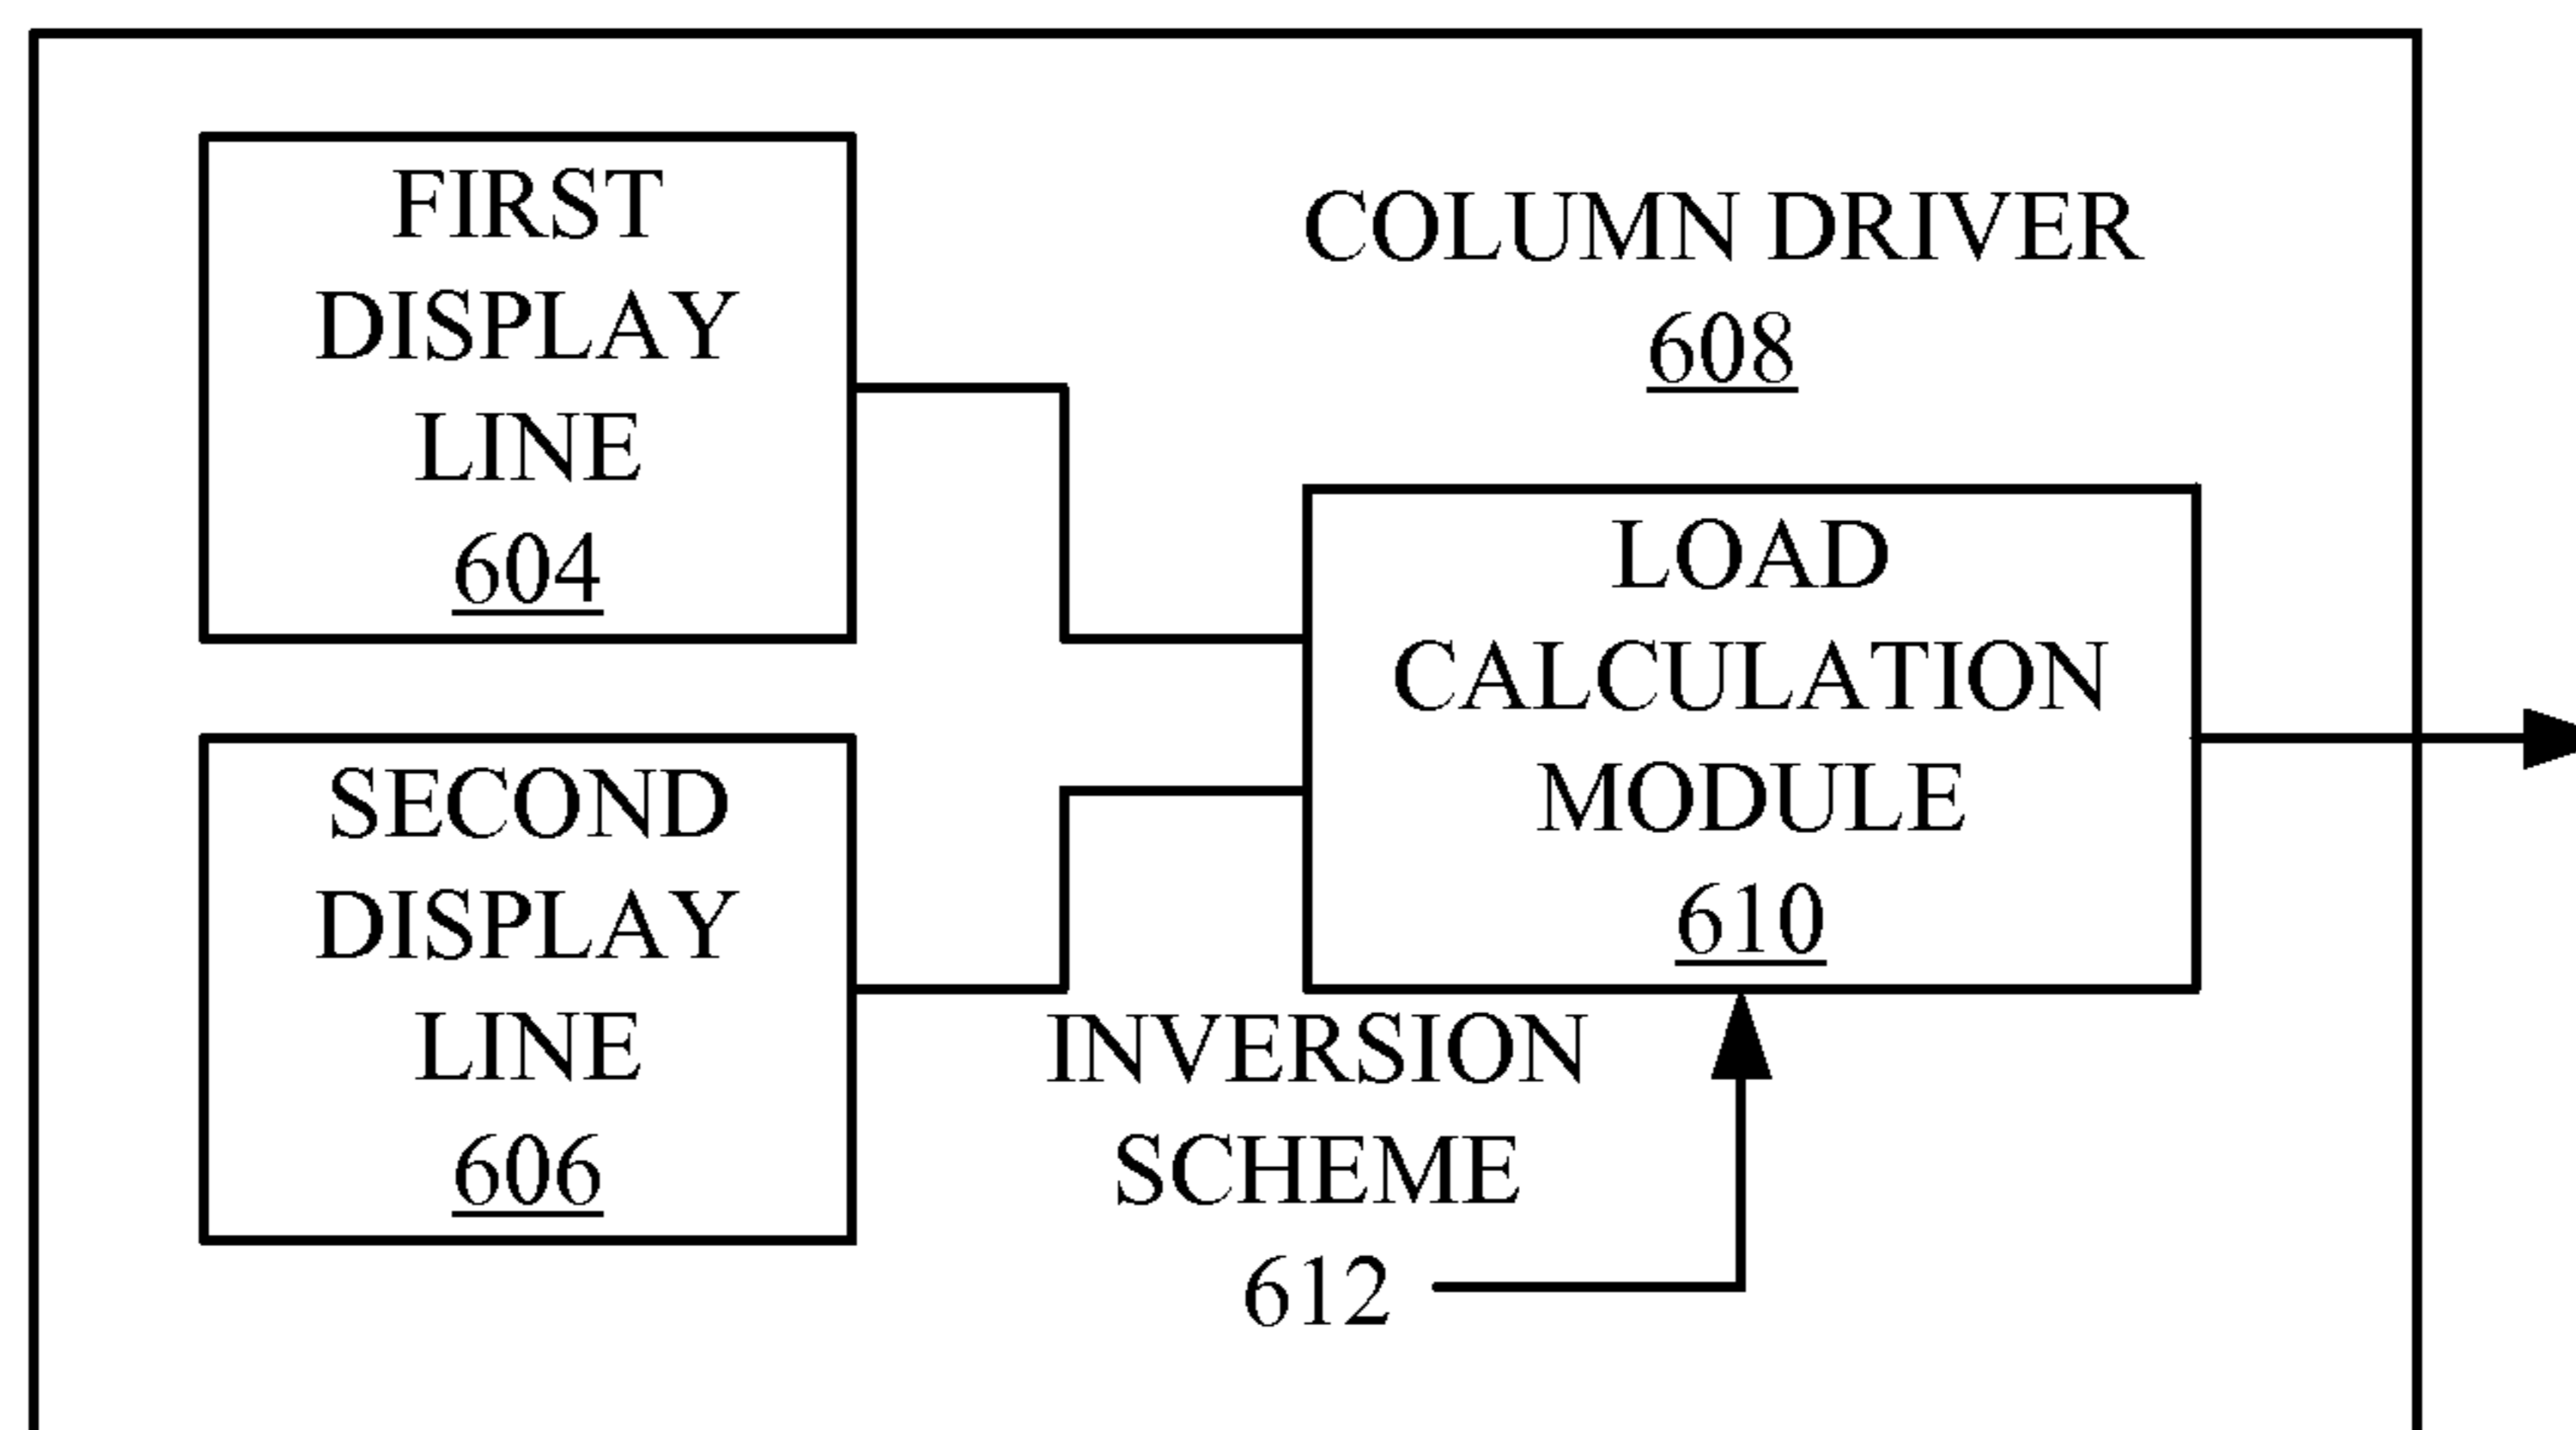 FIRST
DISPLAY
LINE
604
COLUMN DRIVER
608
LOAD
CALCULATION
MODULE
610
SECOND
DISPLAY
LINE
606
INVERSION
SCHEME
612